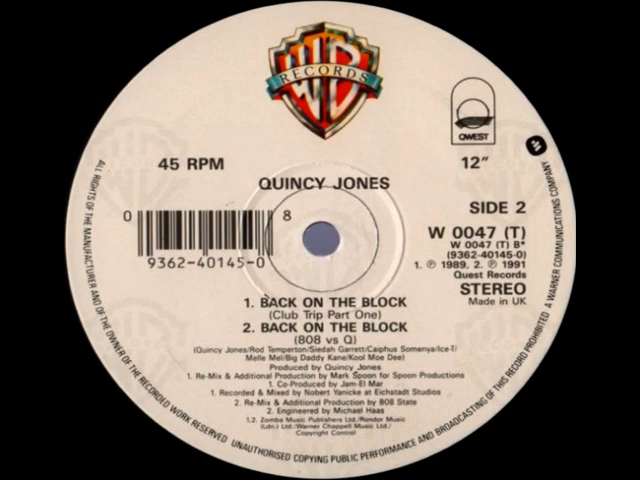 WB
RECORDS
QWEST
45 RPM
12"
QUINCY JONES
SIDE 2
0 8
9362-40145-0
W 0047 (T)
W 0047 (T) B*
(9362-40145-0)
1. ℗ 1989, 2. ℗ 1991
Quest Records
STEREO
Made in UK
1. BACK ON THE BLOCK
(Club Trip Part One)
2. BACK ON THE BLOCK
(808 vs Q)
(Quincy Jones/Rod Temperton/Siedah Garrett/Caiphus Somenya/Ice-T/
Melle Mel/Big Daddy Kane/Kool Moe Dee)
Produced by Quincy Jones
1. Re-Mix & Additional Production by Mark Spoon for Spoon Productions
1. Co-Produced by Jam-El Mar
1. Recorded & Mixed by Nobert Yanicke at Eichstadt Studios
2. Re-Mix & Additional Production by 808 State
2. Engineered by Michael Haas
1,2. Zomba Music Publishers Ltd./Rondor Music
(Ldn.) Ltd./Warner Chappell Music Ltd./
Copyright Control
ALL RIGHTS OF THE MANUFACTURER AND OF THE OWNER OF THE RECORDED WORK RESERVED UNAUTHORISED COPYING PUBLIC PERFORMANCE AND BROADCASTING OF THIS RECORD PROHIBITED A WARNER COMMUNICATIONS COMPANY